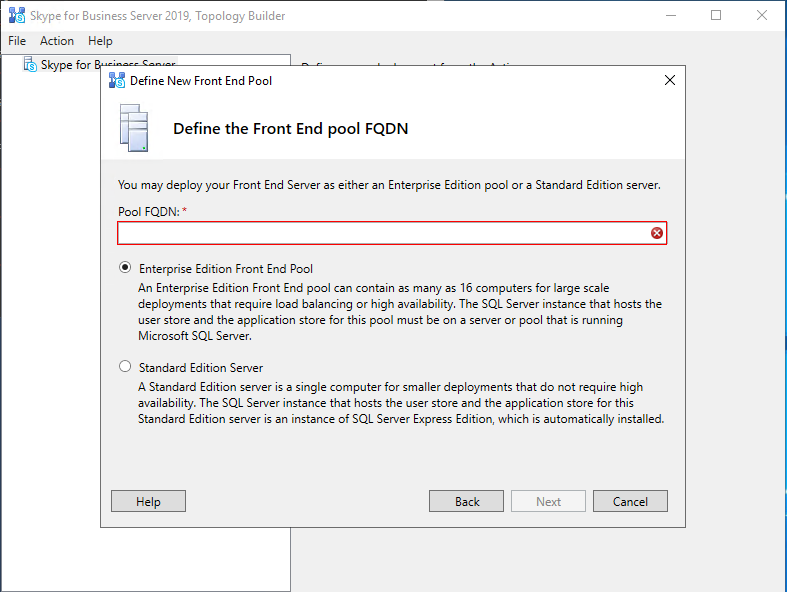 Skype for Business Server 2019, Topology Builder
File Action Help
Skype for Business Server
Define New Front End Pool
Define the Front End pool FQDN
You may deploy your Front End Server as either an Enterprise Edition pool or a Standard Edition server.
Pool FQDN: *
Enterprise Edition Front End Pool
An Enterprise Edition Front End pool can contain as many as 16 computers for large scale
deployments that require load balancing or high availability. The SQL Server instance that hosts the
user store and the application store for this pool must be on a server or pool that is running
Microsoft SQL Server.
Standard Edition Server
A Standard Edition server is a single computer for smaller deployments that do not require high
availability. The SQL Server instance that hosts the user store and the application store for this
Standard Edition server is an instance of SQL Server Express Edition, which is automatically installed.
Help Back Next Cancel